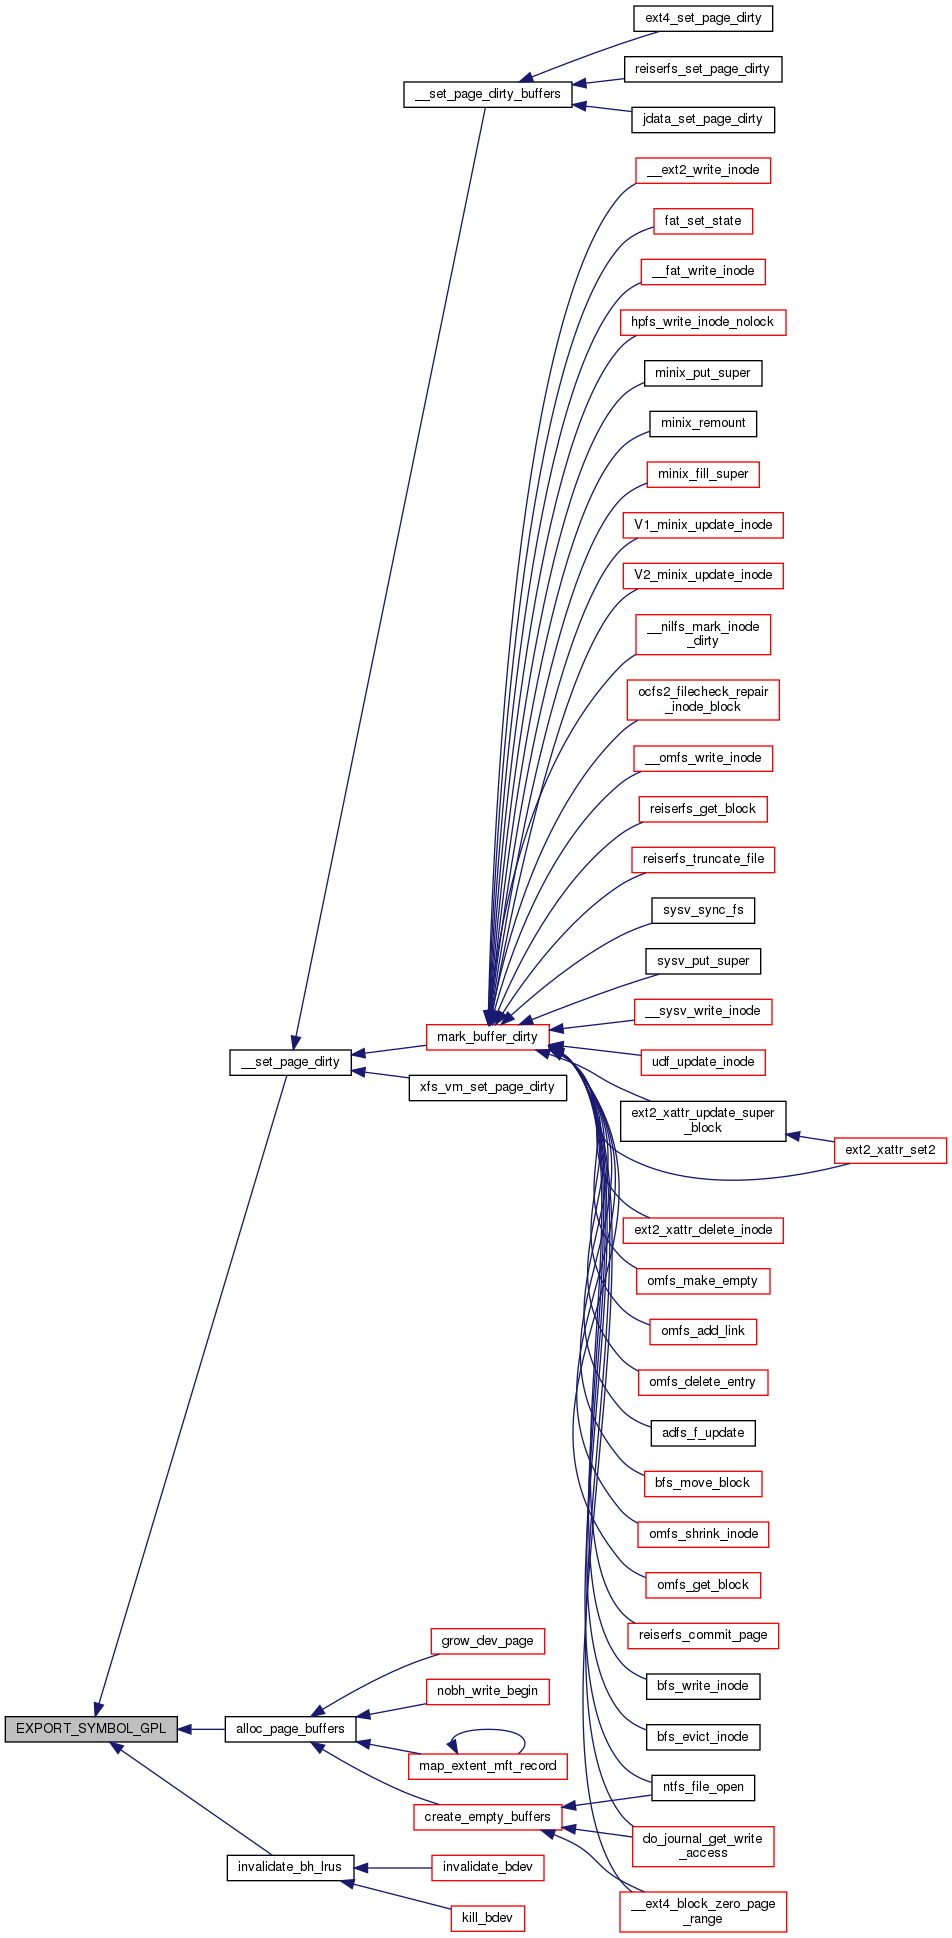 ext4_set_page_dirty
reiserfs_set_page_dirty
__set_page_dirty_buffers
jdata_set_page_dirty
__ext2_write_inode
fat_set_state
__fat_write_inode
hpfs_write_inode_nolock
minix_put_super
minix_remount
minix_fill_super
V1_minix_update_inode
V2_minix_update_inode
__nilfs_mark_inode
_dirty
ocfs2_filecheck_repair
_inode_block
__omfs_write_inode
reiserfs_get_block
reiserfs_truncate_file
sysv_sync_fs
sysv_put_super
__sysv_write_inode
mark_buffer_dirty
__set_page_dirty
udf_update_inode
xfs_vm_set_page_dirty
ext2_xattr_update_super
_block
ext2_xattr_set2
ext2_xattr_delete_inode
omfs_make_empty
omfs_add_link
omfs_delete_entry
adfs_f_update
bfs_move_block
omfs_shrink_inode
omfs_get_block
reiserfs_commit_page
grow_dev_page
bfs_write_inode
nobh_write_begin
EXPORT_SYMBOL_GPL
alloc_page_buffers
bfs_evict_inode
map_extent_mft_record
ntfs_file_open
create_empty_buffers
do_journal_get_write
_access
invalidate_bh_lrus
invalidate_bdev
__ext4_block_zero_page
_range
kill_bdev